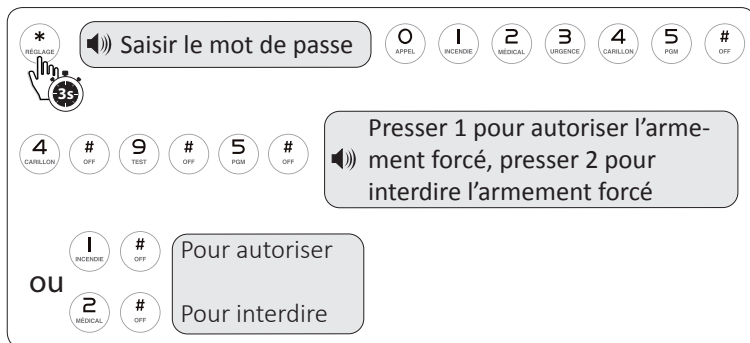 * RÉGLAGE 3s Saisir le mot de passe 0 APPEL 1 INCENDIE 2 MÉDICAL 3 URGENCE 4 CARILLON 5 PGM # OFF
4 CARILLON # OFF 9 TEST # OFF 5 PGM # OFF
Presser 1 pour autoriser l’arme-
ment forcé, presser 2 pour
interdire l’armement forcé
1 INCENDIE # OFF Pour autoriser
ou
2 MÉDICAL # OFF Pour interdire